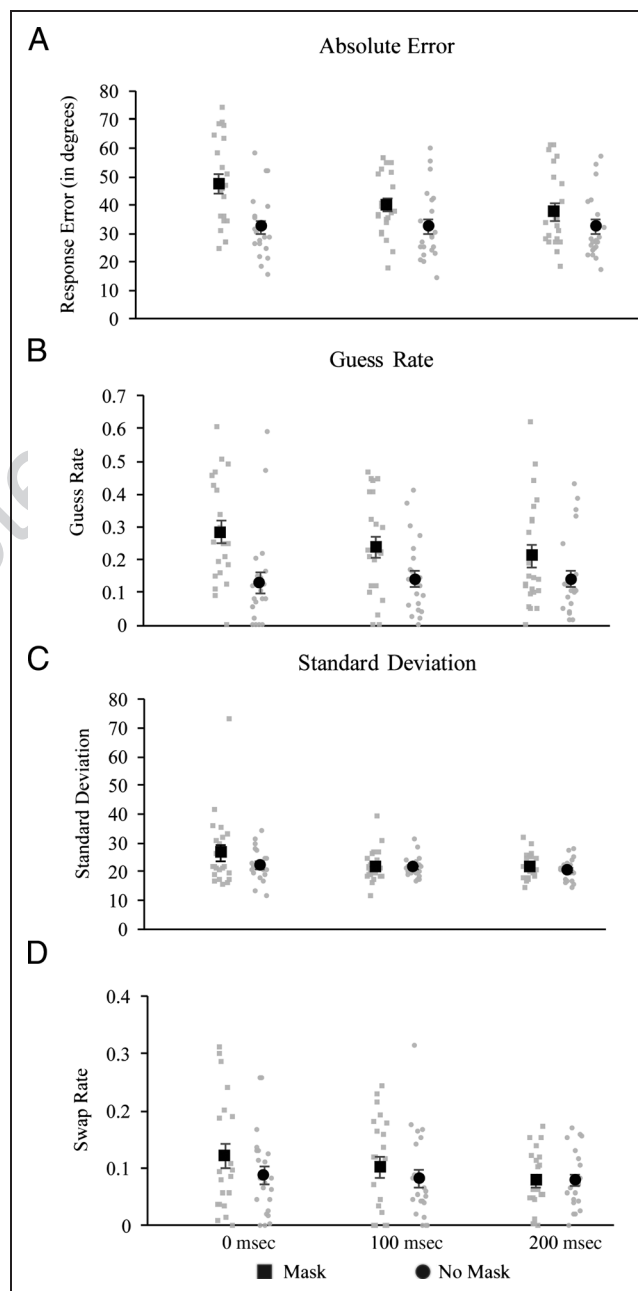 A
Absolute Error
80
70
60
50
40
30
20
10
0
Response Error (in degrees)
B
Guess Rate
0.7
0.6
0.5
0.4
0.3
0.2
0.1
0
Guess Rate
C
Standard Deviation
80
70
60
50
40
30
20
10
0
Standard Deviation
D
0.4
0.3
0.2
0.1
0
Swap Rate
0 msec 100 msec 200 msec
Mask No Mask